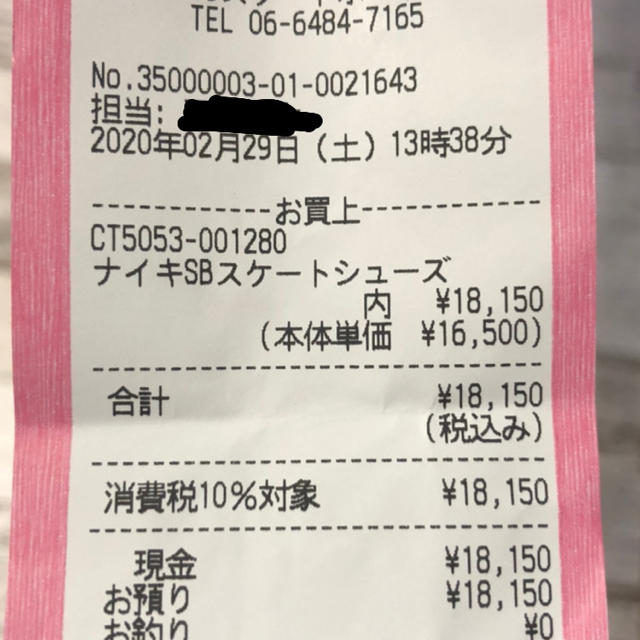 TEL 06-6484-7165
No.35000003-01-0021643
担当:
2020年02月29日(土)13時38分
------------お買上------------
CT5053-001280
ナイキSBスケートシューズ
内 ¥18,150
(本体単価 ¥16,500)
合計 ¥18,150
(税込み)
消費税10%対象 ¥18,150
現金 ¥18,150
お預り ¥18,150
お釣り ¥0